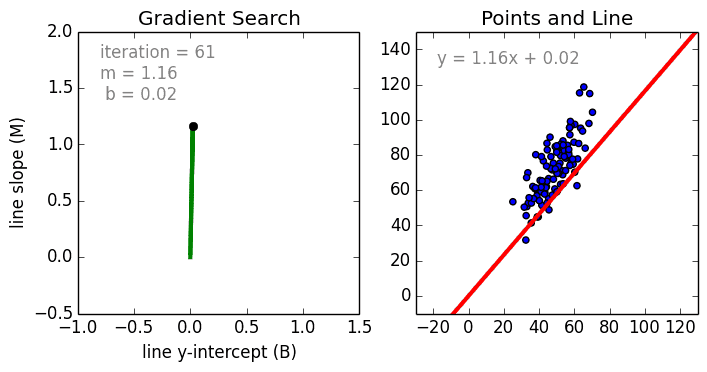 Gradient Search
iteration = 61
m = 1.16
b = 0.02
2.0
1.5
1.0
0.5
0.0
−0.5
line slope (M)
−1.0 −0.5 0.0 0.5 1.0 1.5
line y-intercept (B)
Points and Line
y = 1.16x + 0.02
140
120
100
80
60
40
20
0
−20 0 20 40 60 80 100 120